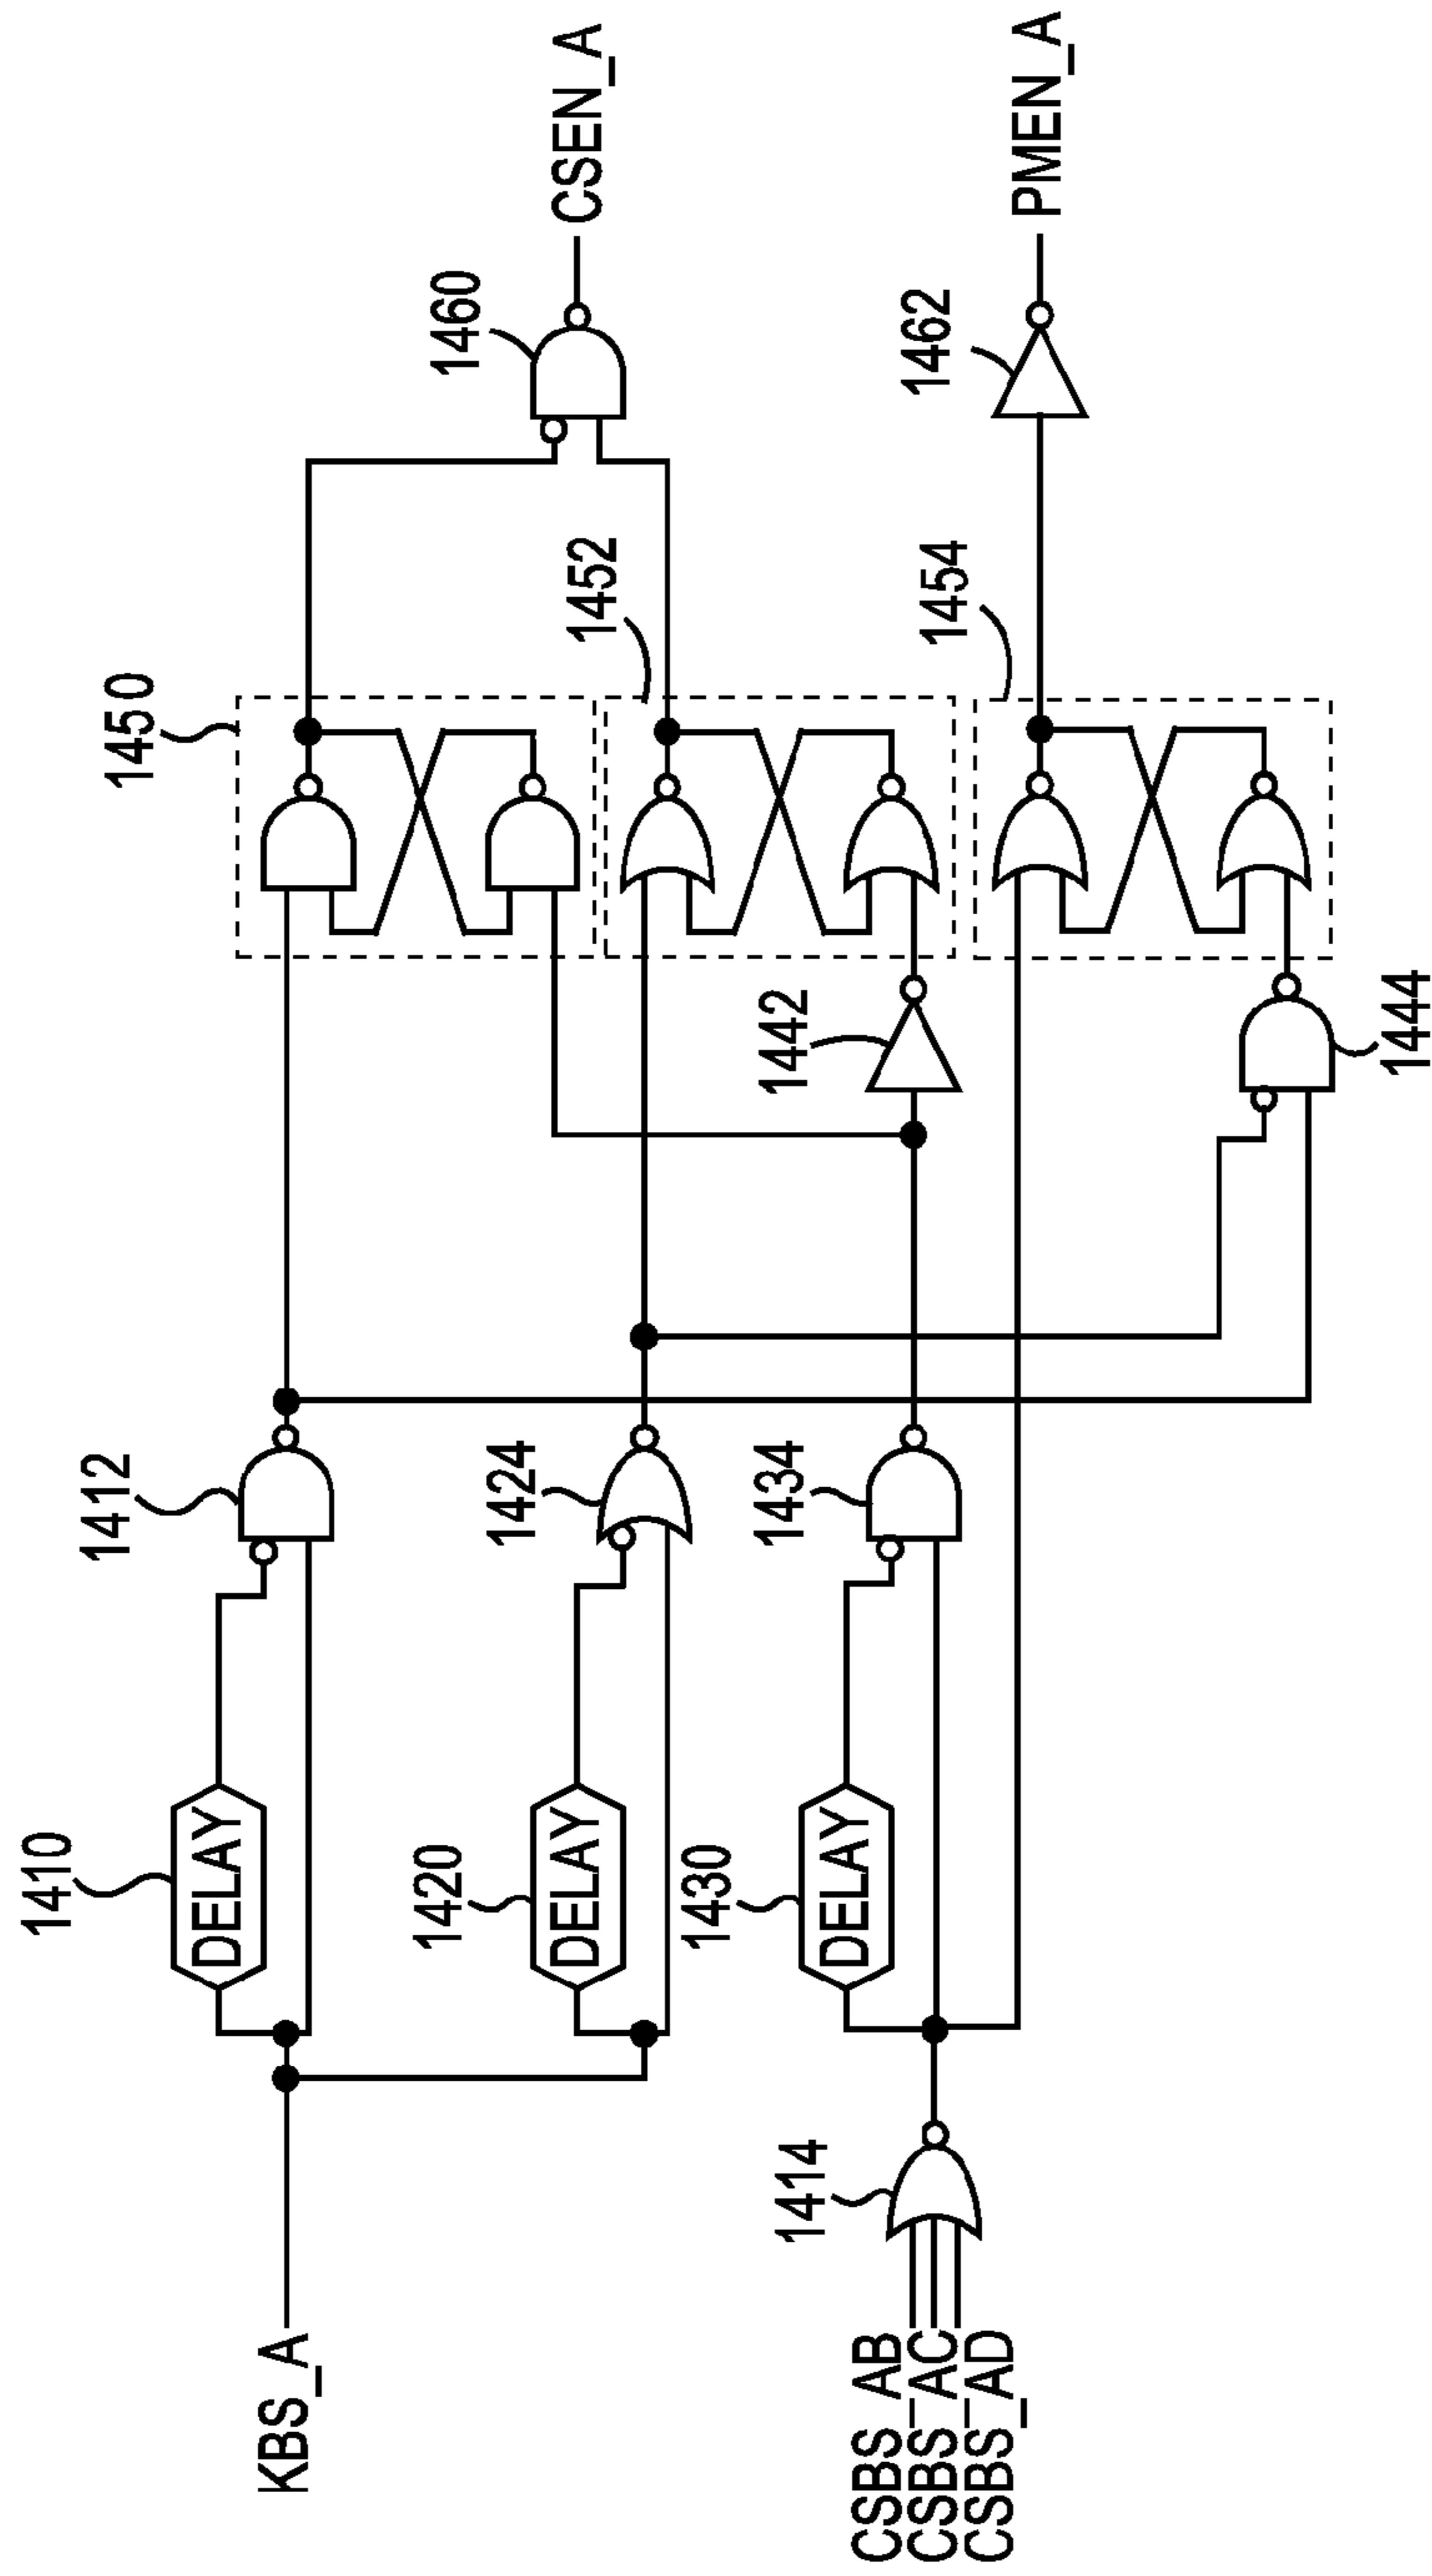 1450
CSEN_A
1460
1412
1410
DELAY
KBS_A
1452
1424
1420
DELAY
1442
1434
1430
DELAY
1414
CSBS_AB
CSBS_AC
CSBS_AD
1454
1462
PMEN_A
1444